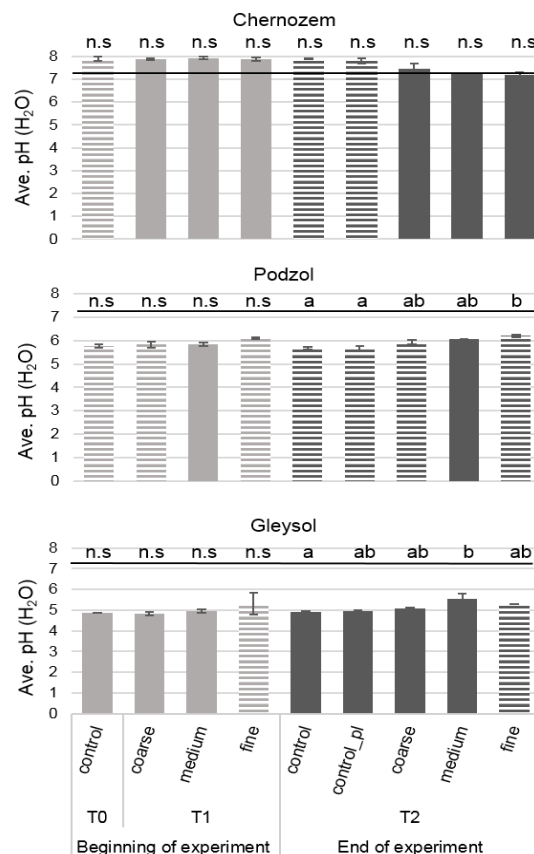 Chernozem
n.s n.s n.s n.s n.s n.s n.s n.s n.s
Ave. pH (H₂O)
8
7
6
5
4
3
2
1
0
Podzol
n.s n.s n.s n.s a a ab ab b
Ave. pH (H₂O)
8
7
6
5
4
3
2
1
0
Gleysol
n.s n.s n.s n.s a ab ab b ab
Ave. pH (H₂O)
8
7
6
5
4
3
2
1
0
control coarse medium fine control control_pl coarse medium fine
T0 T1 T2
Beginning of experiment End of experiment